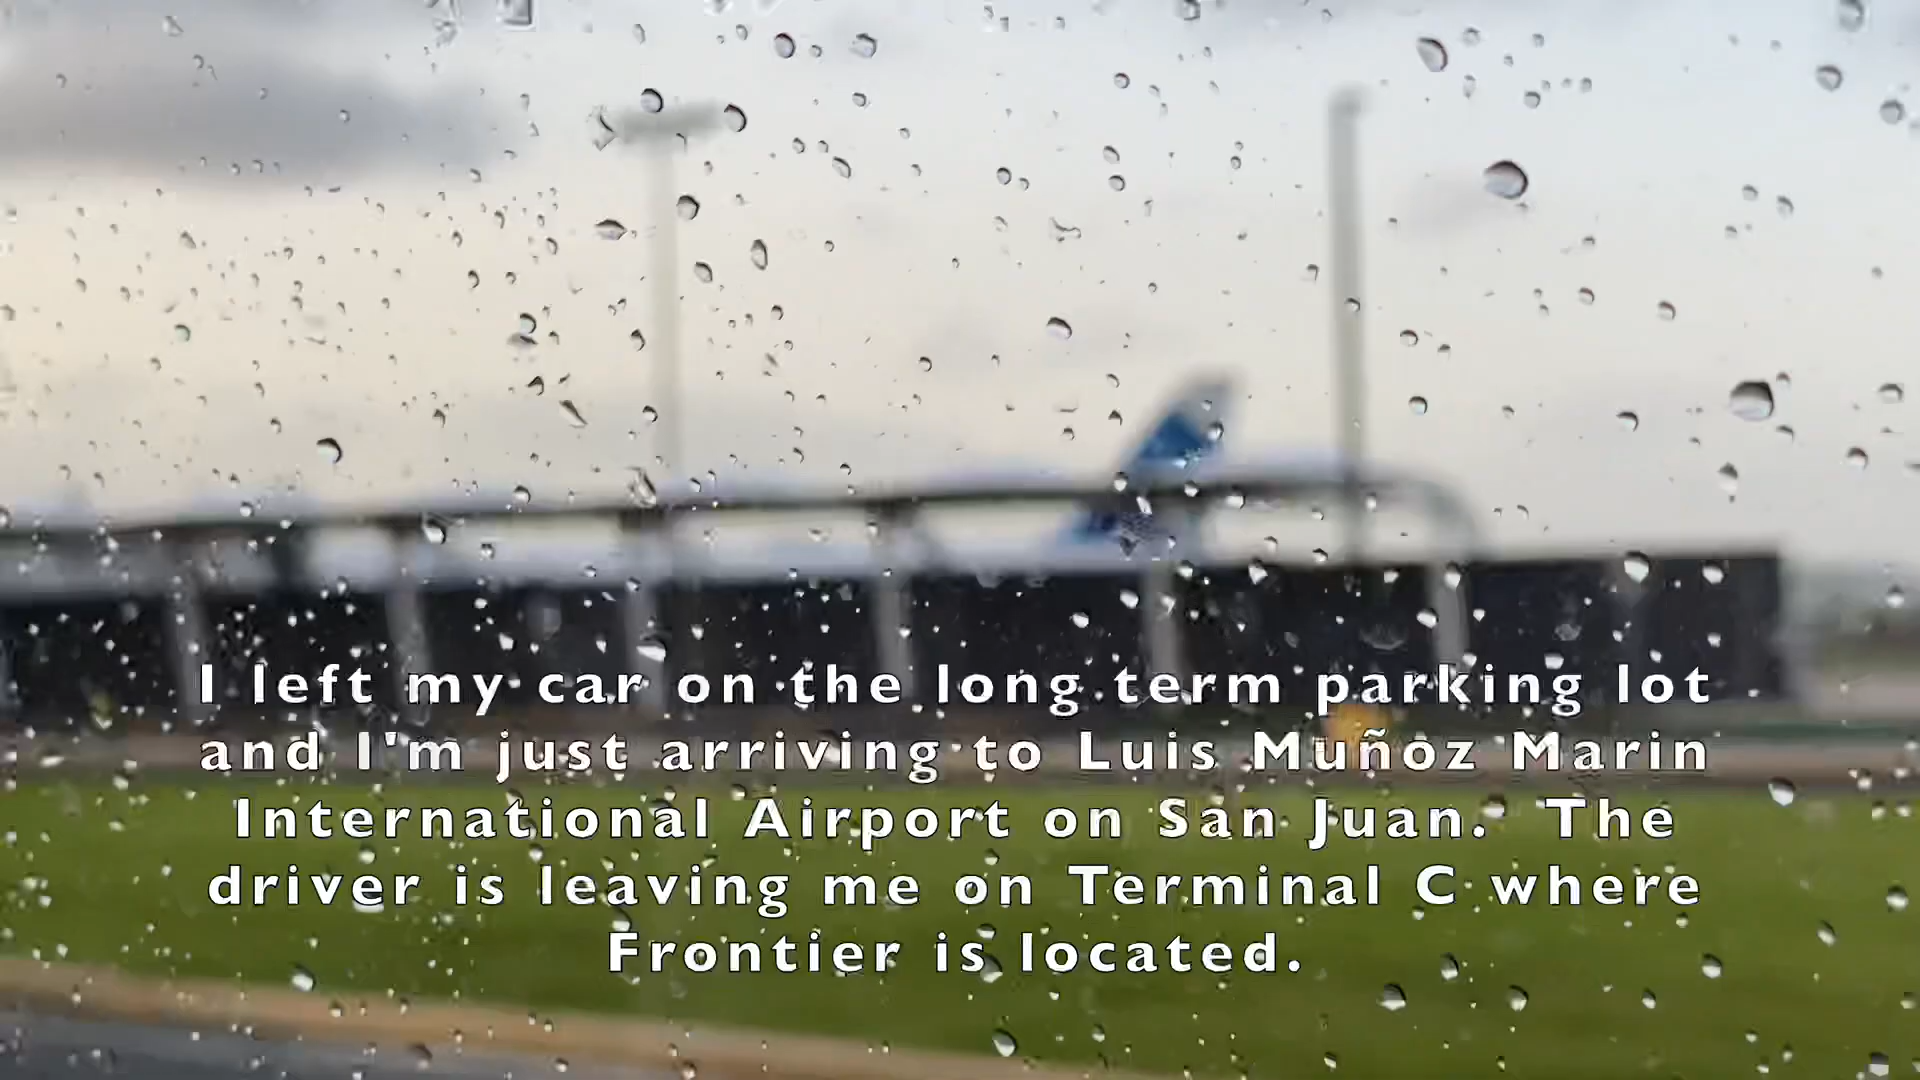 I left my car on the long term parking lot
and I'm just arriving to Luis Muñoz Marin
International Airport on San Juan.  The
driver is leaving me on Terminal C where
Frontier is located.